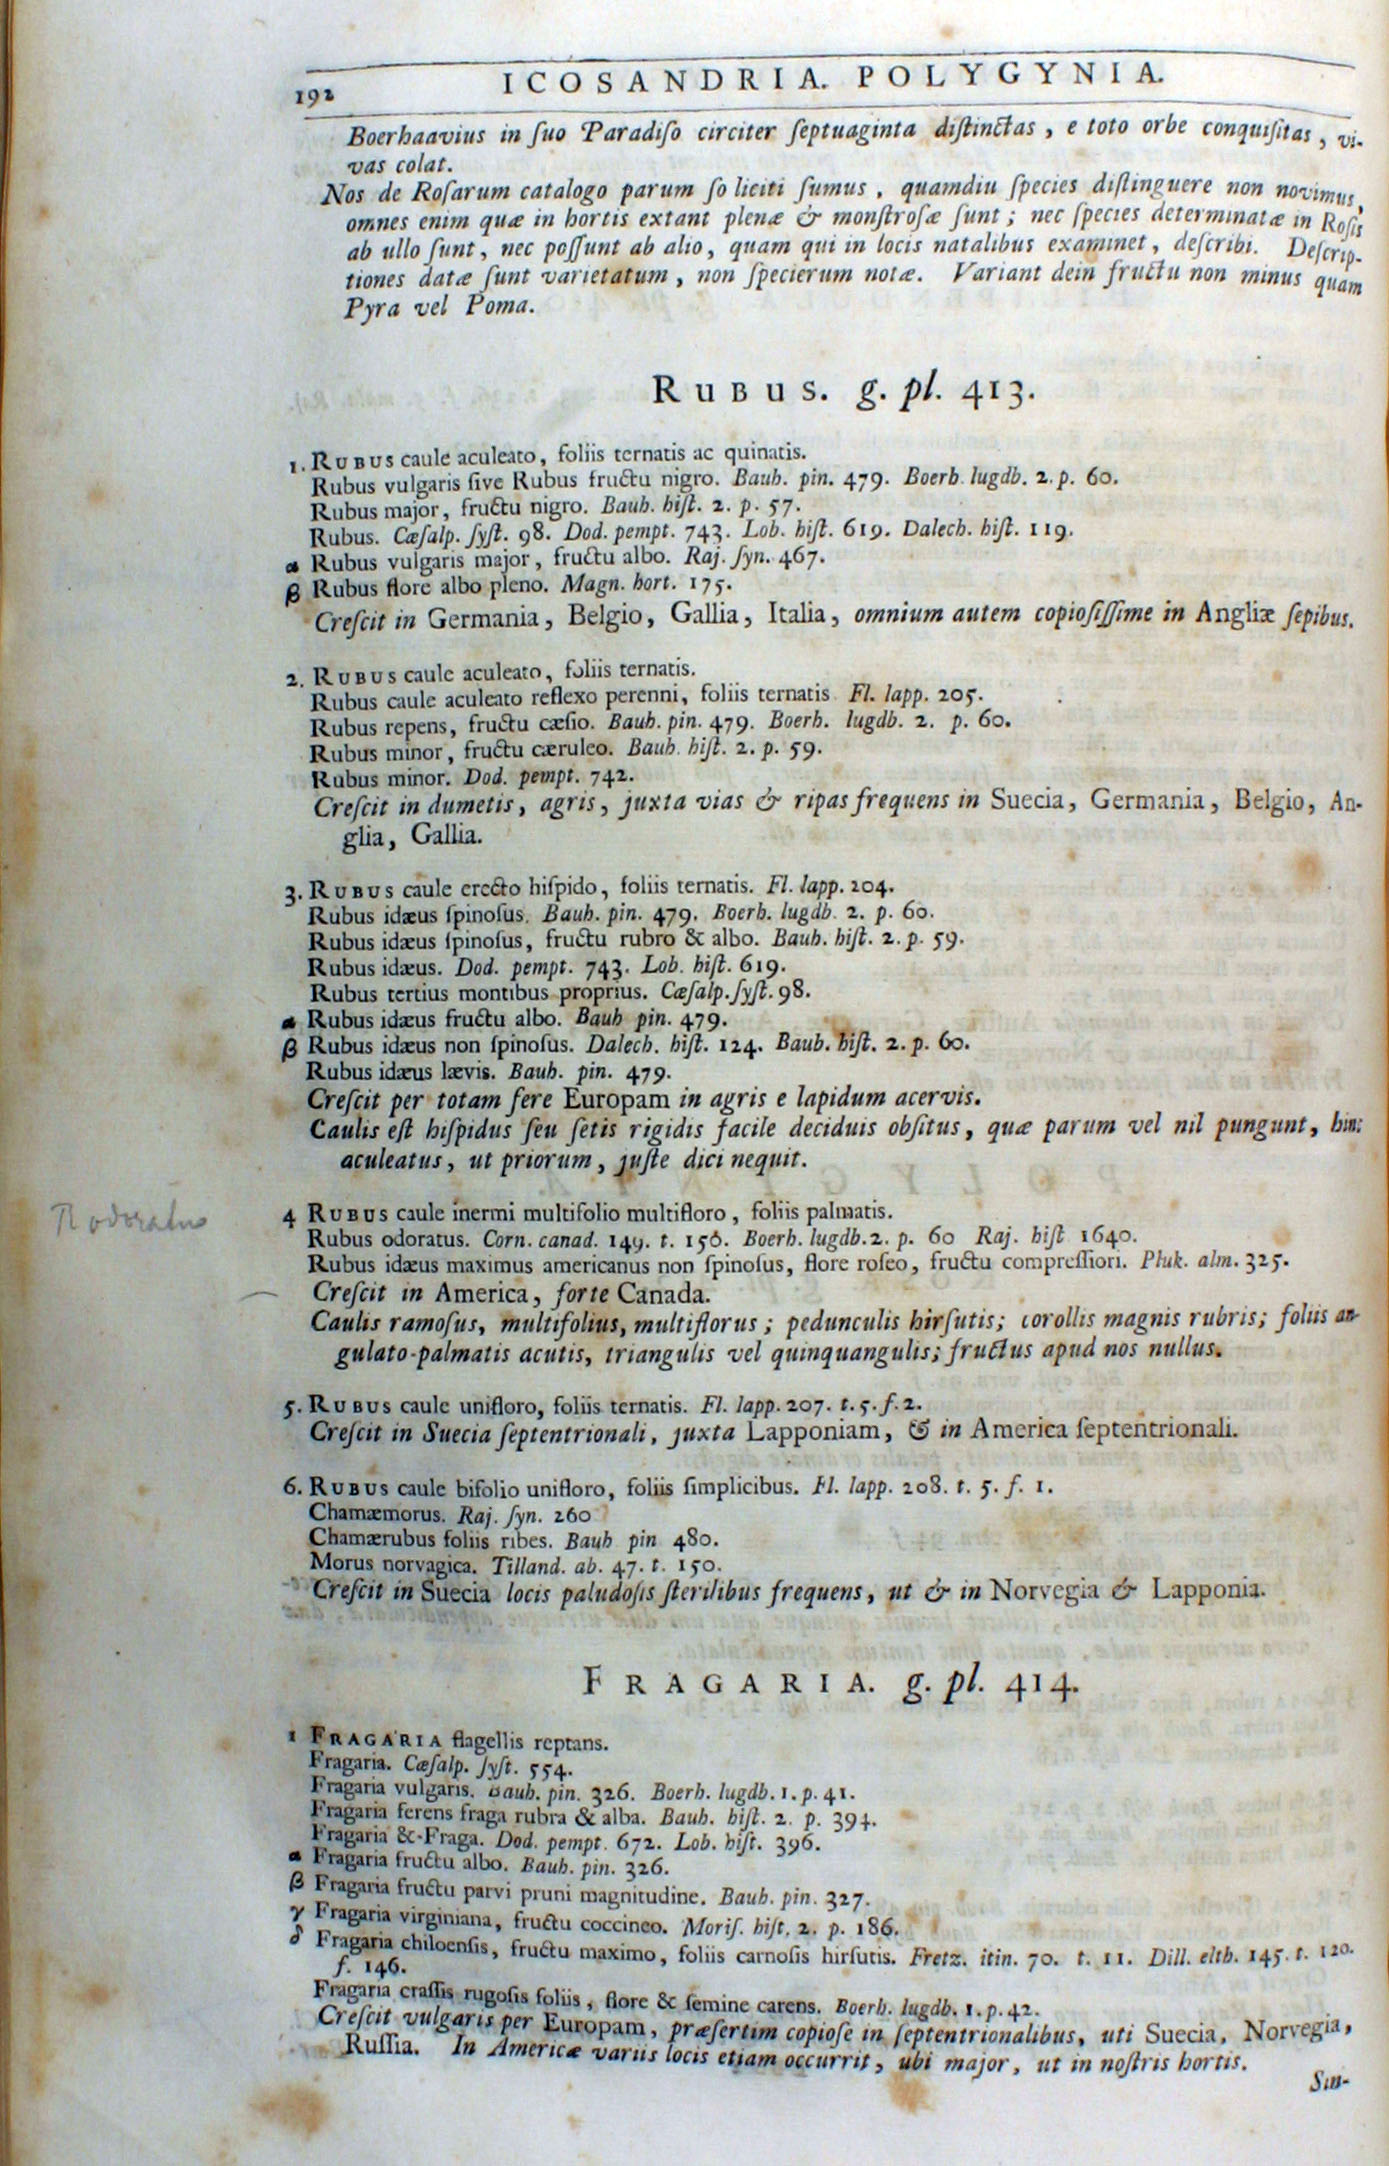 192 ICOSANDRIA. POLYGYNIA.
Boerhaavius in ſuo Paradiſo circiter ſeptuaginta diſtinctas, e toto orbe conquiſitas, vi-
vas colat.
Nos de Roſarum catalogo parum ſoliciti ſumus, quamdiu ſpecies diſtinguere non novimus,
omnes enim quæ in hortis extant plenæ & monſtroſæ ſunt; nec ſpecies determinatæ in Roſis
ab ullo ſunt, nec poſſunt ab alio, quam qui in locis natalibus examinet, deſcribi. Deſcrip-
tiones datæ ſunt varietatum, non ſpecierum notæ. Variant dein fructu non minus quam
Pyra vel Poma.
RUBUS. g. pl. 413.
1. RUBUS caule aculeato, foliis ternatis ac quinatis.
Rubus vulgaris ſive Rubus fructu nigro. Bauh. pin. 479. Boerh. lugdb. 2. p. 60.
Rubus major, fructu nigro. Bauh. hiſt. 2. p. 57.
Rubus. Cæſalp. ſyſt. 98. Dod. pempt. 743. Lob. hiſt. 619. Dalech. hiſt. 119.
α Rubus vulgaris major, fructu albo. Raj. ſyn. 467.
β Rubus flore albo pleno. Magn. hort. 175.
Creſcit in Germania, Belgio, Gallia, Italia, omnium autem copioſiſſime in Angliæ ſepibus.
2. RUBUS caule aculeato, foliis ternatis.
Rubus caule aculeato reflexo perenni, foliis ternatis. Fl. lapp. 205.
Rubus repens, fructu cæſio. Bauh. pin. 479. Boerh. lugdb. 2. p. 60.
Rubus minor, fructu cæruleo. Bauh. hiſt. 2. p. 59.
Rubus minor. Dod. pempt. 742.
Creſcit in dumetis, agris, juxta vias & ripas frequens in Suecia, Germania, Belgio, An-
glia, Gallia.
3. RUBUS caule erecto hiſpido, foliis ternatis. Fl. lapp. 204.
Rubus idæus ſpinoſus. Bauh. pin. 479. Boerh. lugdb. 2. p. 60.
Rubus idæus ſpinoſus, fructu rubro & albo. Bauh. hiſt. 2. p. 59.
Rubus idæus. Dod. pempt. 743. Lob. hiſt. 619.
Rubus tertius montibus proprius. Cæſalp. ſyſt. 98.
α Rubus idæus fructu albo. Bauh pin. 479.
β Rubus idæus non ſpinoſus. Dalech. hiſt. 124. Bauh. hiſt. 2. p. 60.
Rubus idæus lævis. Bauh. pin. 479.
Creſcit per totam fere Europam in agris e lapidum acervis.
Caulis eſt hiſpidus ſeu ſetis rigidis facile deciduis obſitus, quæ parum vel nil pungunt, hinc
aculeatus, ut priorum, juſte dici nequit.
R odoratus
4 RUBUS caule inermi multifolio multifloro, foliis palmatis.
Rubus odoratus. Corn. canad. 149. t. 150. Boerh. lugdb. 2. p. 60 Raj. hiſt 1640.
Rubus idæus maximus americanus non ſpinoſus, flore roſeo, fructu compreſſiori. Pluk. alm. 325.
Creſcit in America, forte Canada.
Caulis ramoſus, multifolius, multiflorus; pedunculis hirſutis; corollis magnis rubris; foliis an-
gulato-palmatis acutis, triangulis vel quinquangulis; fructus apud nos nullus.
5. RUBUS caule unifloro, foliis ternatis. Fl. lapp. 207. t. 5. f. 2.
Creſcit in Suecia ſeptentrionali, juxta Lapponiam, & in America ſeptentrionali.
6. RUBUS caule bifolio unifloro, foliis ſimplicibus. Fl. lapp. 208. t. 5. f. 1.
Chamæmorus. Raj. ſyn. 260
Chamærubus foliis ribes. Bauh pin 480.
Morus norvagica. Tilland. ab. 47. t. 150.
Creſcit in Suecia locis paludoſis ſterilibus frequens, ut & in Norvegia & Lapponia.
FRAGARIA. g. pl. 414.
1 FRAGARIA flagellis reptans.
Fragaria. Cæſalp. ſyſt. 554.
Fragaria vulgaris. Bauh. pin. 326. Boerh. lugdb. 1. p. 41.
Fragaria ferens fraga rubra & alba. Bauh. hiſt. 2. p. 394.
Fragaria &-Fraga. Dod. pempt. 672. Lob. hiſt. 396.
α Fragaria fructu albo. Bauh. pin. 326.
β Fragaria fructu parvi pruni magnitudine. Bauh. pin. 327.
γ Fragaria virginiana, fructu coccineo. Moriſ. hiſt. 2. p. 186.
δ Fragaria chiloenſis, fructu maximo, foliis carnoſis hirſutis. Fretz. itin. 70. t. 11. Dill. elth. 145. t. 120.
f. 146.
Fragaria craſſis rugoſis foliis, flore & ſemine carens. Boerh. lugdb. 1. p. 42.
Creſcit vulgaris per Europam, præſertim copioſe in ſeptentrionalibus, uti Suecia, Norvegia,
Ruſſia. In Americæ variis locis etiam occurrit, ubi major, ut in noſtris hortis.
Sin-